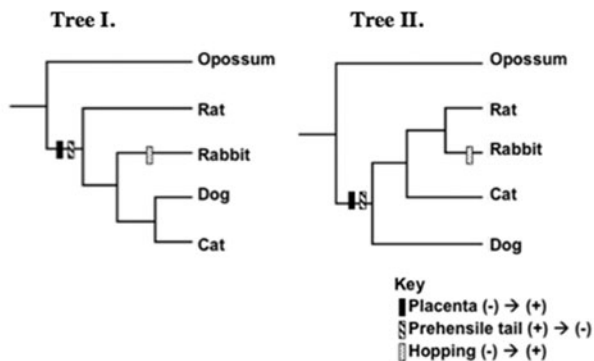 Tree I.
Opossum
Rat
Rabbit
Dog
Cat
Tree II.
Opossum
Rat
Rabbit
Cat
Dog
Key
Placenta (-) → (+)
Prehensile tail (+) → (-)
Hopping (-) → (+)